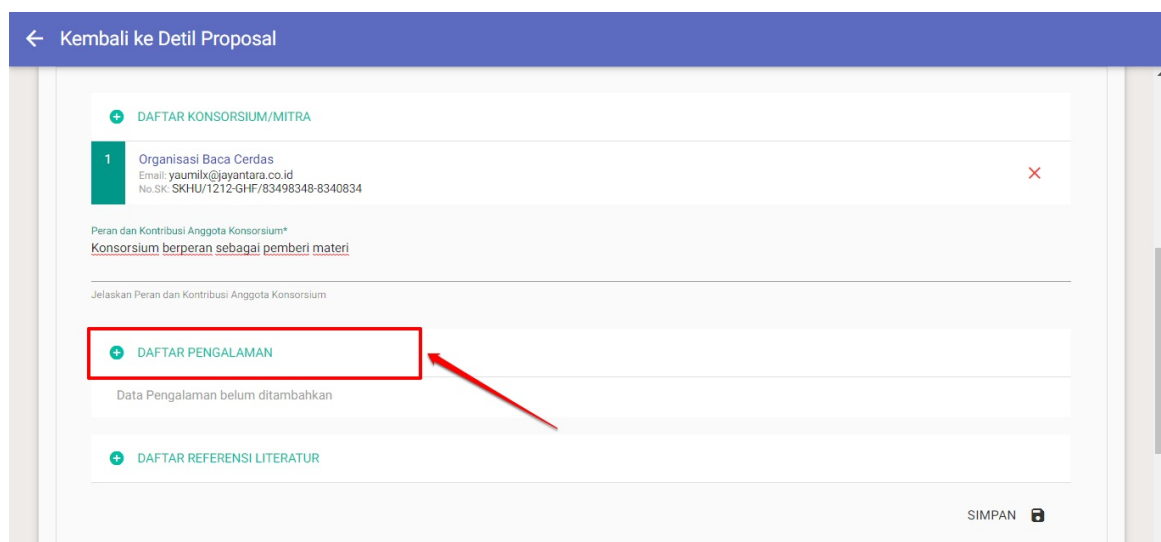 Kembali ke Detil Proposal
DAFTAR KONSORSIUM/MITRA
1
Organisasi Baca Cerdas
Email: yaumilx@jayantara.co.id
No.SK: SKHU/1212-GHF/83498348-8340834
Peran dan Kontribusi Anggota Konsorsium*
Konsorsium berperan sebagai pemberi materi
Jelaskan Peran dan Kontribusi Anggota Konsorsium
DAFTAR PENGALAMAN
Data Pengalaman belum ditambahkan
DAFTAR REFERENSI LITERATUR
SIMPAN